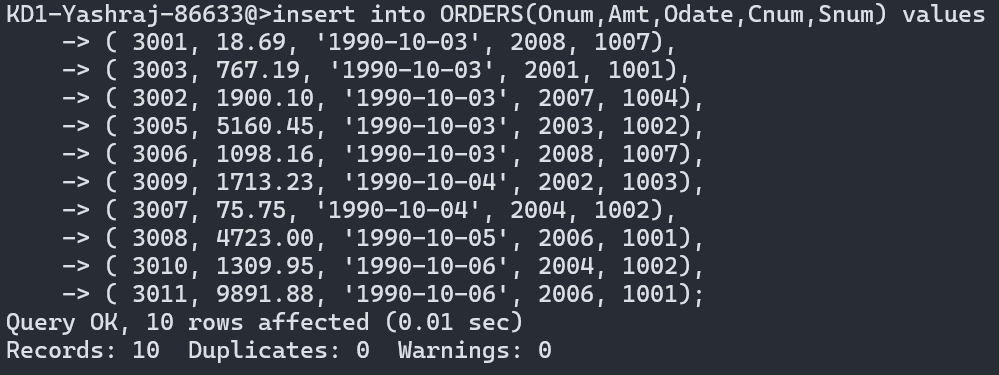 KD1-Yashraj-86633@>insert into ORDERS(Onum,Amt,Odate,Cnum,Snum) values
    -> ( 3001, 18.69, '1990-10-03', 2008, 1007),
    -> ( 3003, 767.19, '1990-10-03', 2001, 1001),
    -> ( 3002, 1900.10, '1990-10-03', 2007, 1004),
    -> ( 3005, 5160.45, '1990-10-03', 2003, 1002),
    -> ( 3006, 1098.16, '1990-10-03', 2008, 1007),
    -> ( 3009, 1713.23, '1990-10-04', 2002, 1003),
    -> ( 3007, 75.75, '1990-10-04', 2004, 1002),
    -> ( 3008, 4723.00, '1990-10-05', 2006, 1001),
    -> ( 3010, 1309.95, '1990-10-06', 2004, 1002),
    -> ( 3011, 9891.88, '1990-10-06', 2006, 1001);
Query OK, 10 rows affected (0.01 sec)
Records: 10  Duplicates: 0  Warnings: 0